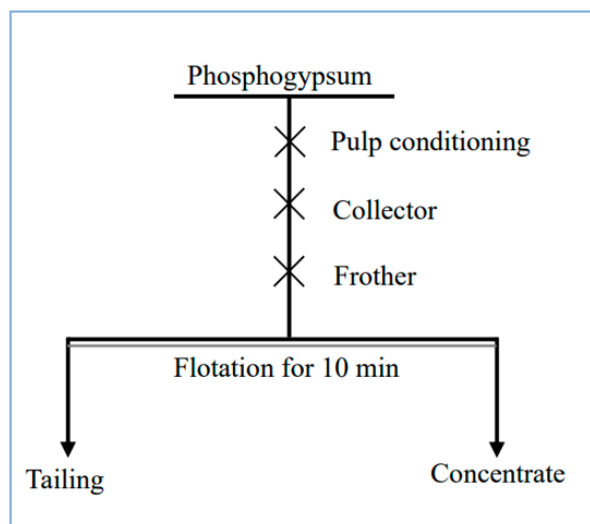 Phosphogypsum
Pulp conditioning
Collector
Frother
Flotation for 10 min
Tailing
Concentrate